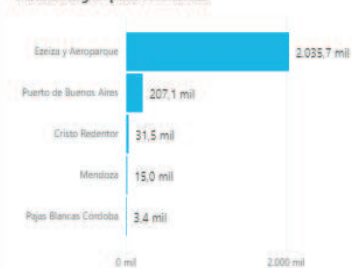 Ezeiza y Aeroparque 2.035,7 mil
Puerto de Buenos Aires 207,1 mil
Cristo Redentor 31,5 mil
Mendoza 15,0 mil
Pajas Blancas Córdoba 3,4 mil
0 mil 2.000 mil